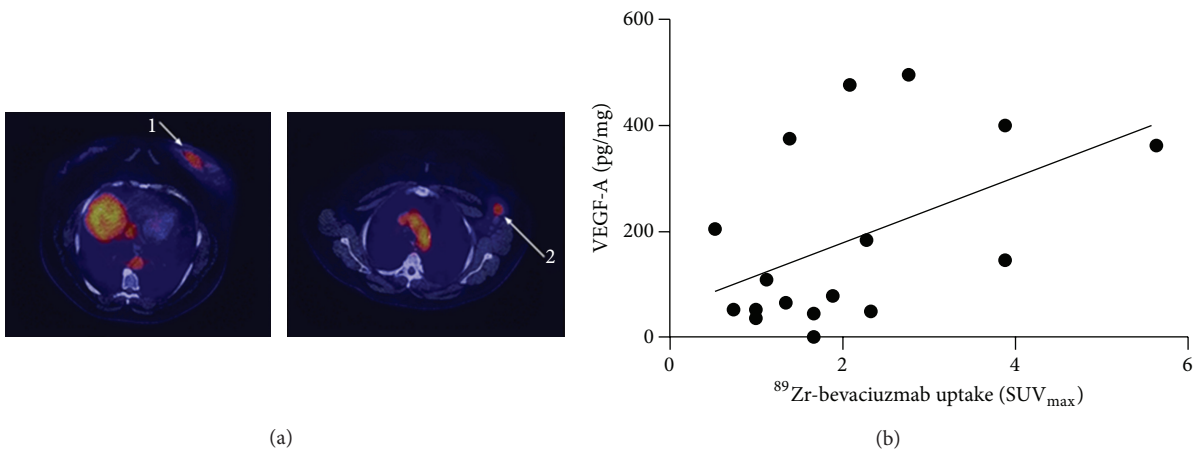 1
2
(a)
600
400
200
0
VEGF-A (pg/mg)
0
2
4
6
⁸⁹Zr-bevaciuzmab uptake (SUVmax)
(b)